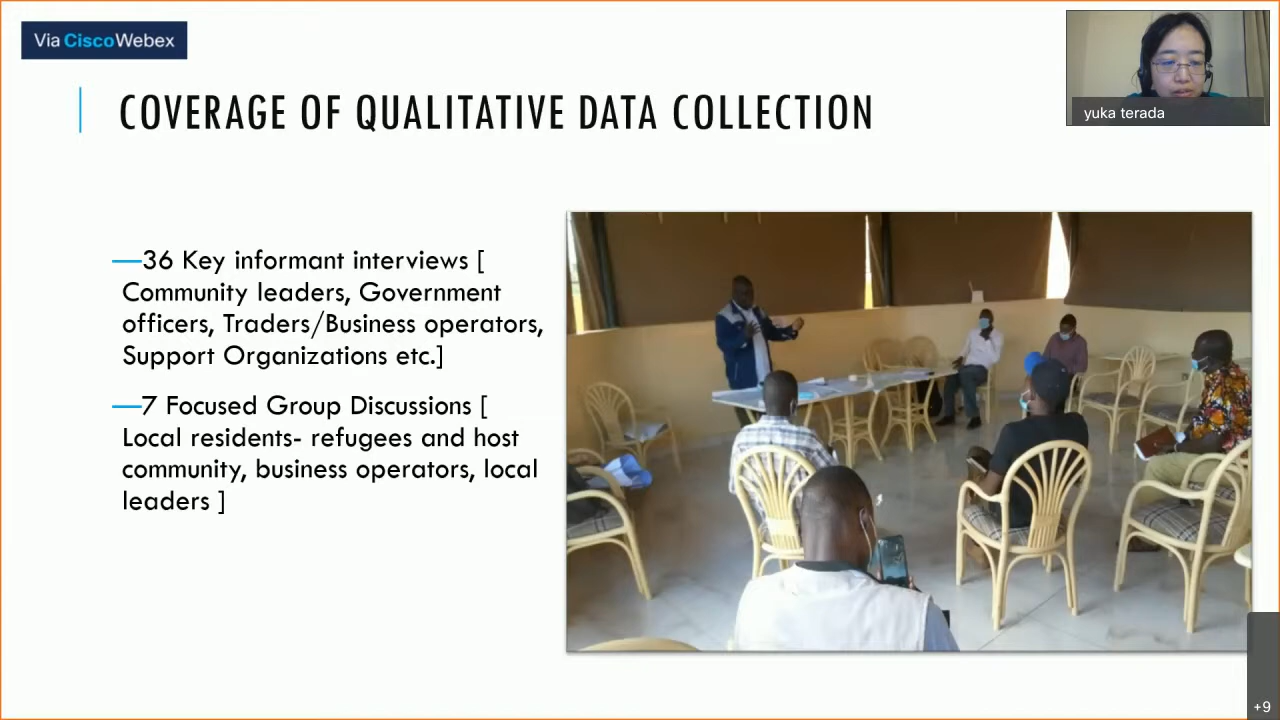 Via CiscoWebex
yuka terada
COVERAGE OF QUALITATIVE DATA COLLECTION
—36 Key informant interviews [
Community leaders, Government
officers, Traders/Business operators,
Support Organizations etc.]
—7 Focused Group Discussions [
Local residents- refugees and host
community, business operators, local
leaders ]
+9